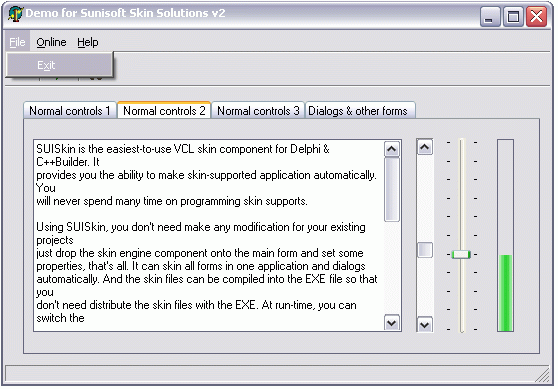 Demo for Sunisoft Skin Solutions v2
File Online Help
Exit
Normal controls 1 Normal controls 2 Normal controls 3 Dialogs & other forms
SUISkin is the easiest-to-use VCL skin component for Delphi &
C++Builder. It
provides you the ability to make skin-supported application automatically.
You
will never spend many time on programming skin supports.
Using SUISkin, you don't need make any modification for your existing
projects
just drop the skin engine component onto the main form and set some
properties, that's all. It can skin all forms in one application and dialogs
automatically. And the skin files can be compiled into the EXE file so that
you
don't need distribute the skin files with the EXE. At run-time, you can
switch the